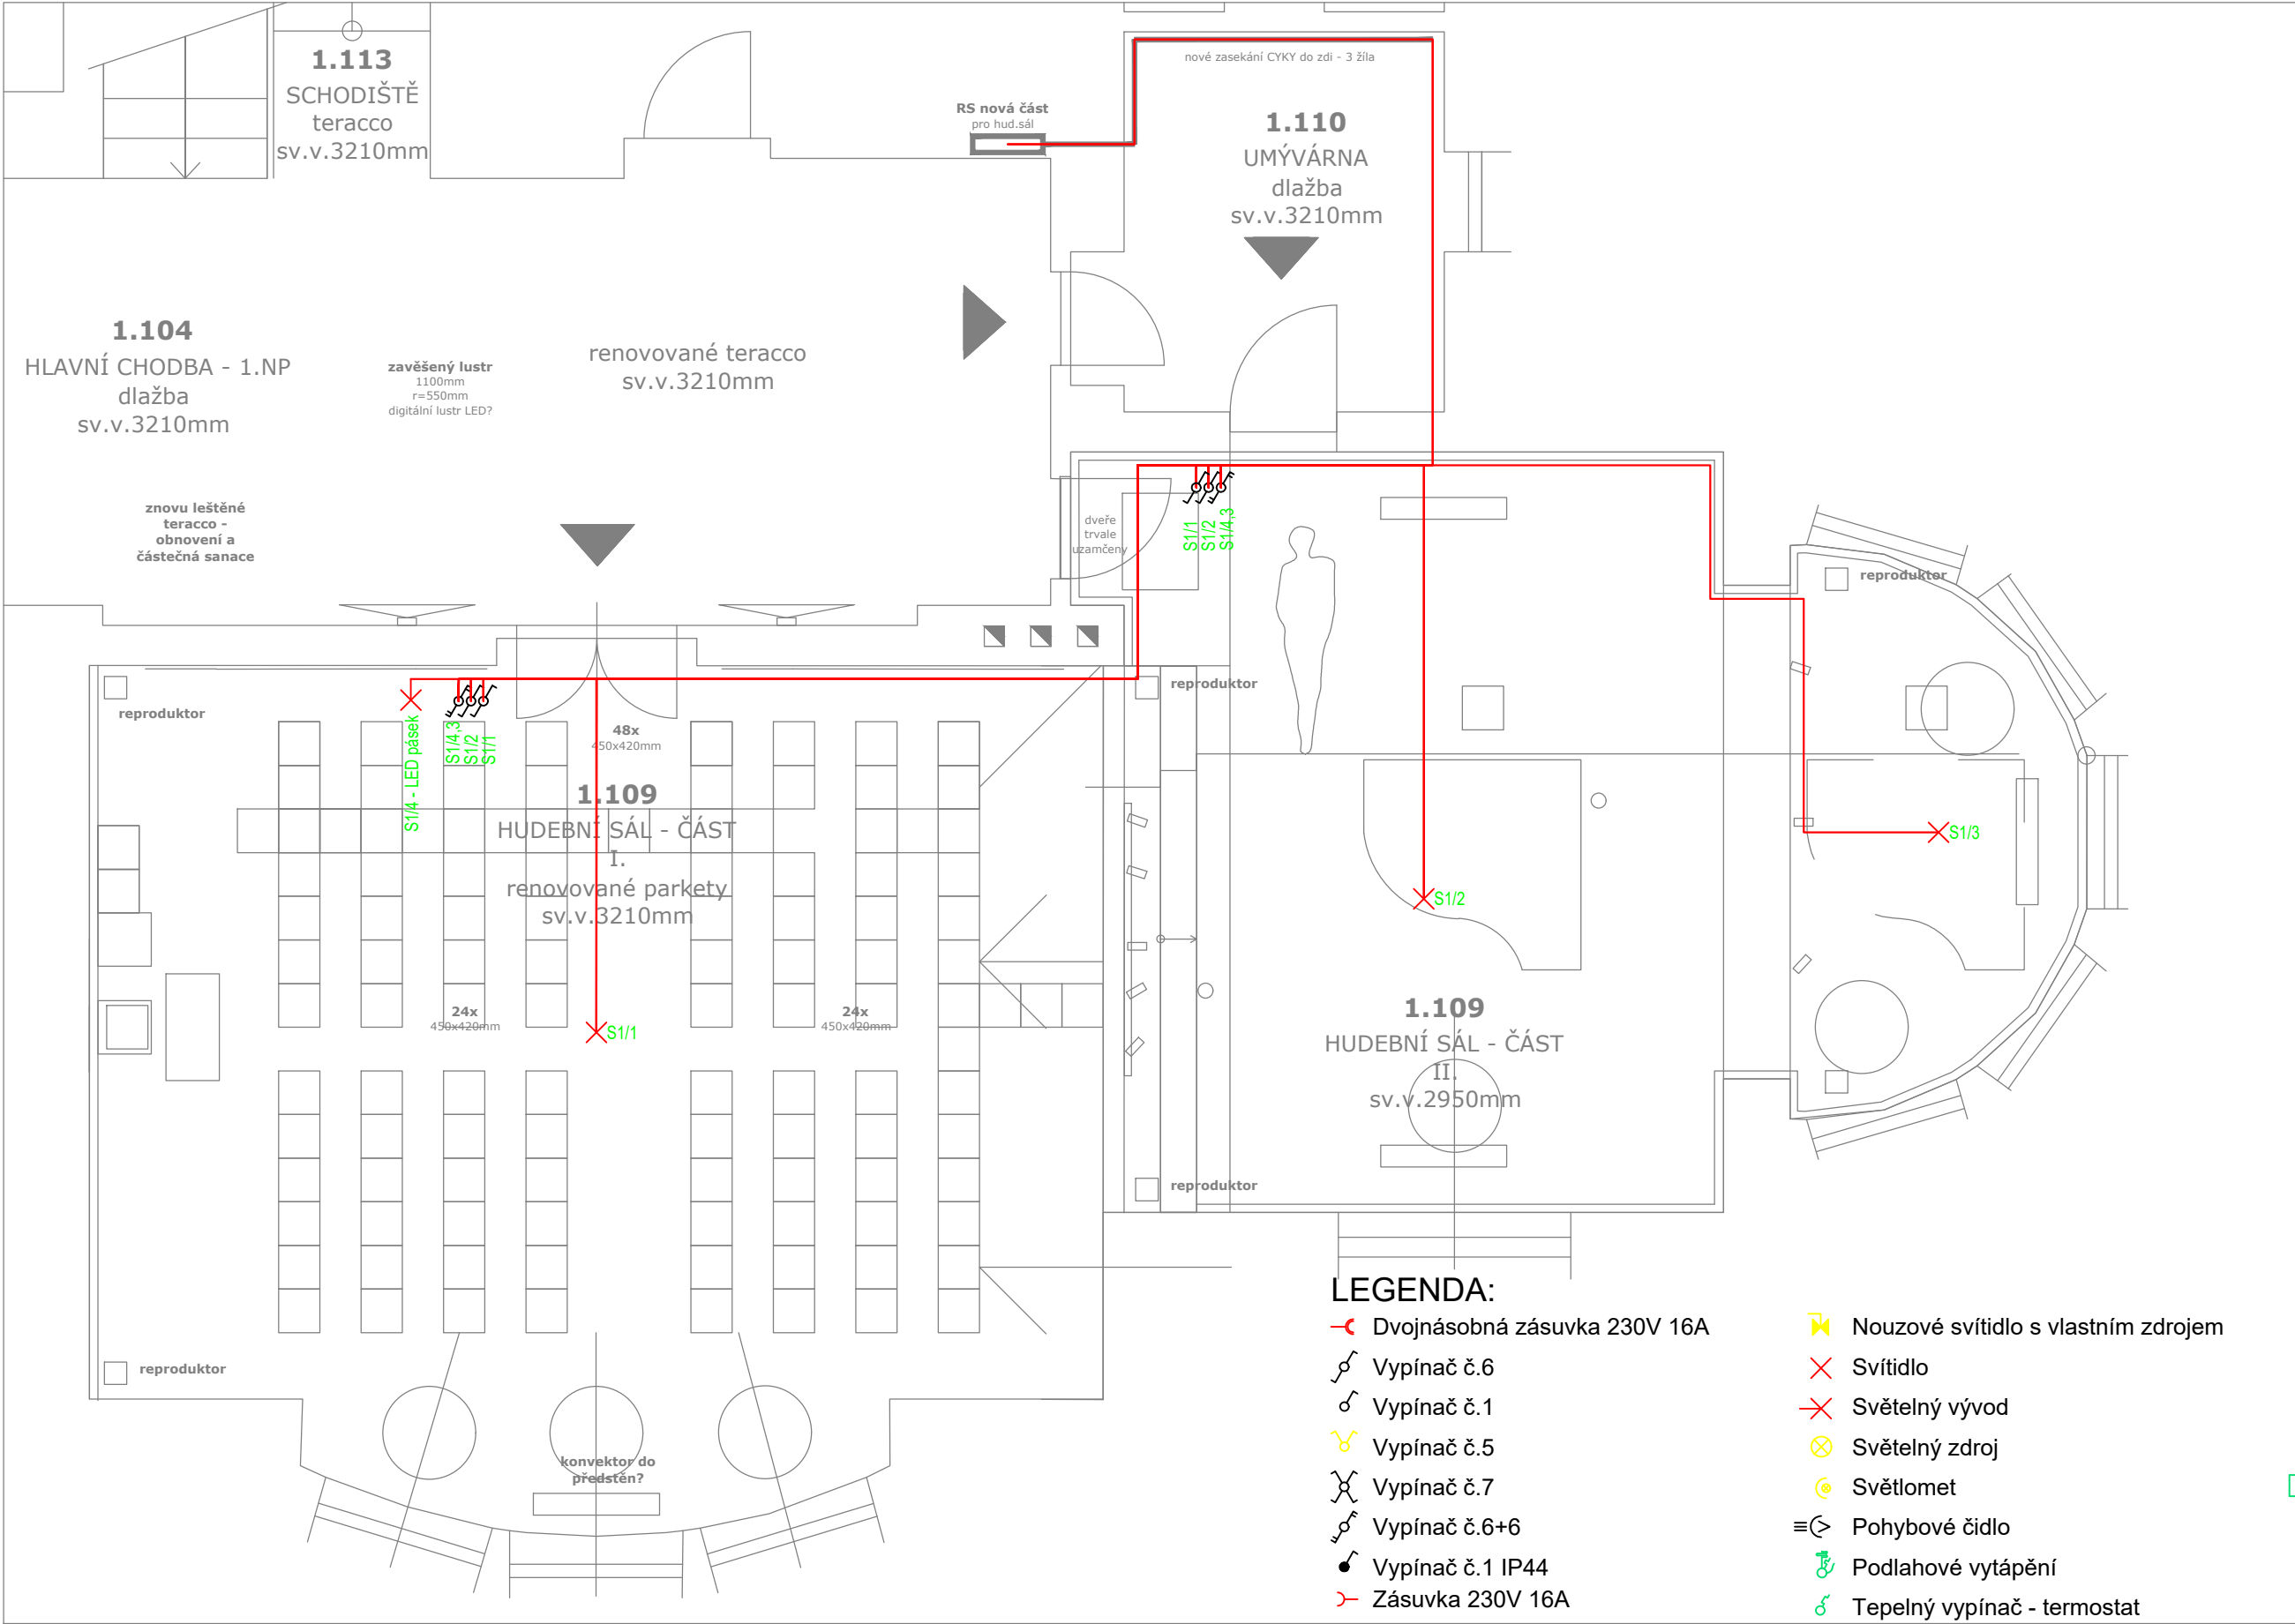 1.113
SCHODIŠTĚ
teracco
sv.v.3210mm
nové zasekání CYKY do zdi - 3 žíla
RS nová část
pro hud.sál
1.110
UMÝVÁRNA
dlažba
sv.v.3210mm
1.104
HLAVNÍ CHODBA - 1.NP
dlažba
sv.v.3210mm
zavěšený lustr
1100mm
r=550mm
digitální lustr LED?
renovované teracco
sv.v.3210mm
znovu leštěné
teracco -
obnovení a
částečná sanace
dveře
trvale
uzamčeny
S1/1
S1/2
S1/4,3
reproduktor
reproduktor
reproduktor
S1/4 - LED pásek
S1/4,3
S1/2
S1/1
48x
450x420mm
1.109
HUDEBNÍ SÁL - ČÁST
I.
renovované parkety
sv.v.3210mm
S1/3
S1/2
24x
450x420mm
24x
450x420mm
S1/1
1.109
HUDEBNÍ SÁL - ČÁST
II.
sv.v.2950mm
reproduktor
reproduktor
konvektor do
předstěn?
LEGENDA:
Dvojnásobná zásuvka 230V 16A
Vypínač č.6
Vypínač č.1
Vypínač č.5
Vypínač č.7
Vypínač č.6+6
Vypínač č.1 IP44
Zásuvka 230V 16A
Nouzové svítidlo s vlastním zdrojem
Svítidlo
Světelný vývod
Světelný zdroj
Světlomet
Pohybové čidlo
Podlahové vytápění
Tepelný vypínač - termostat